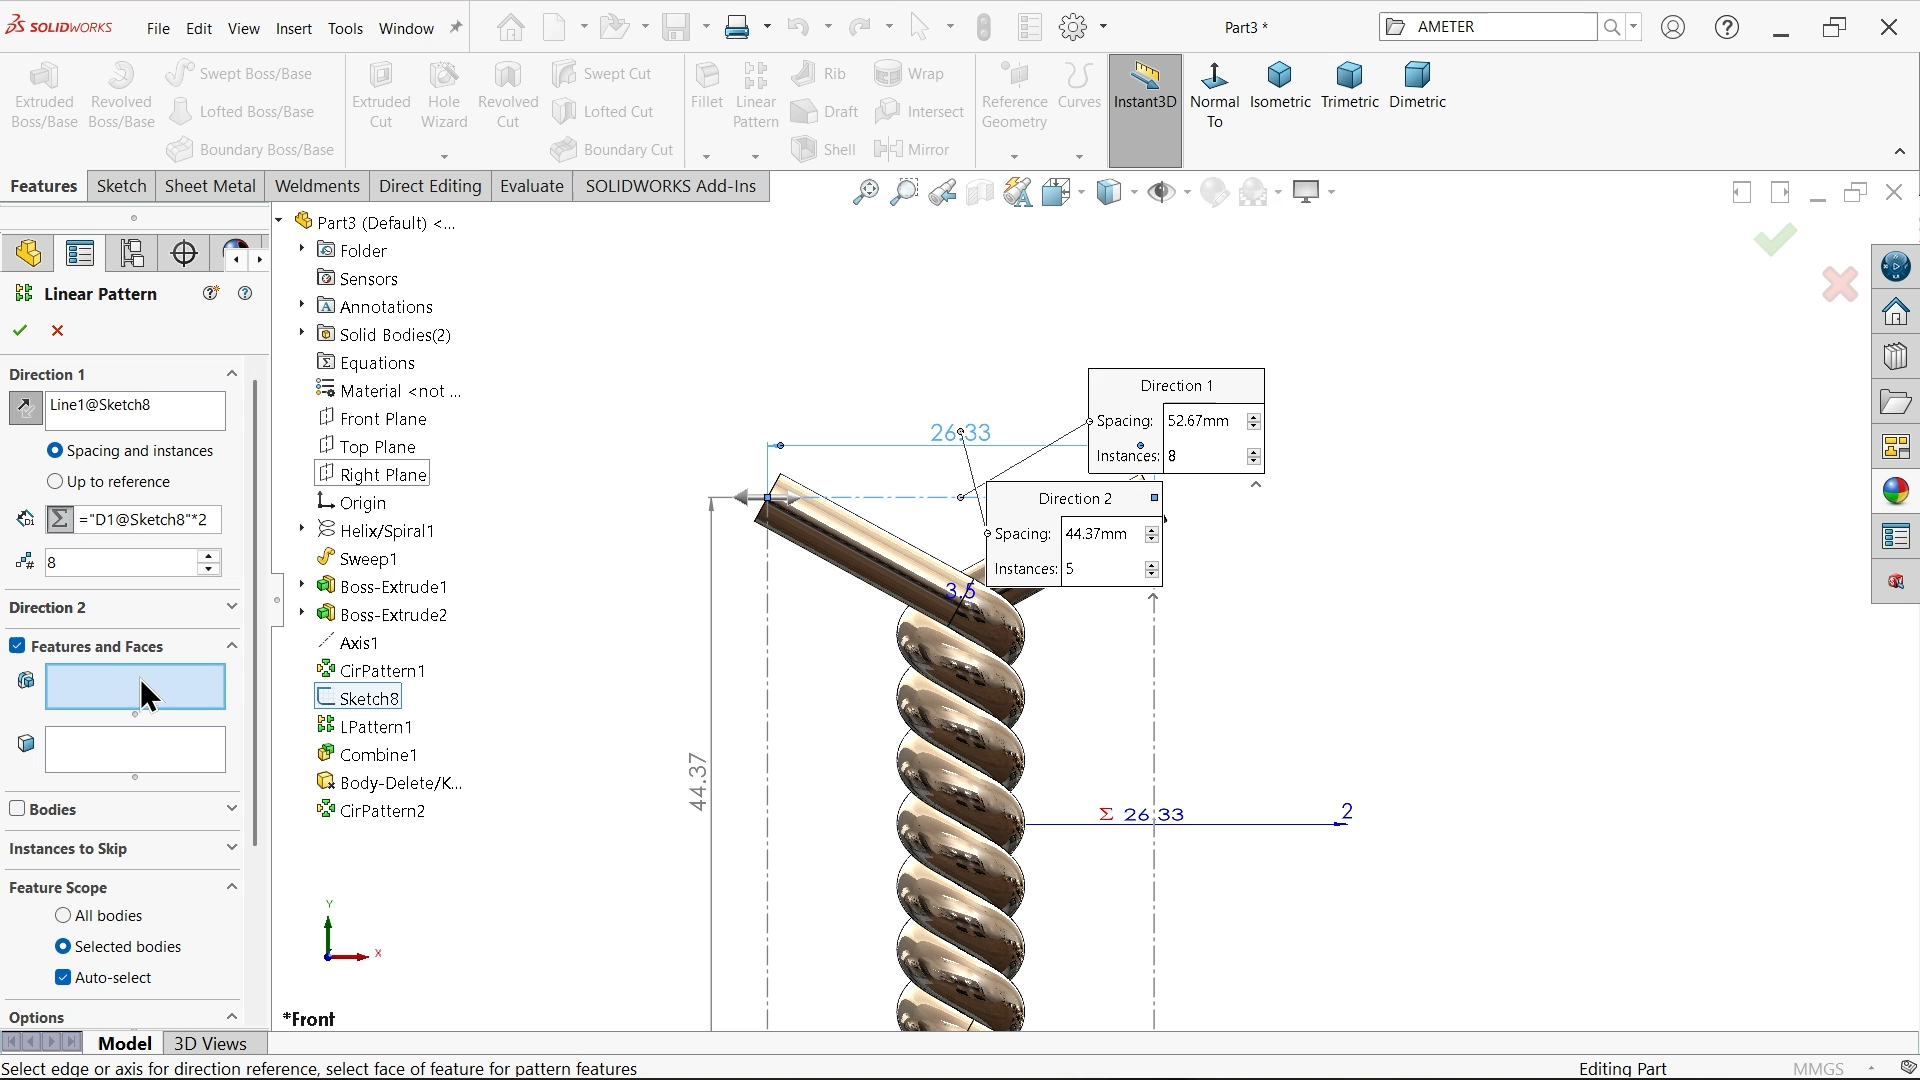 SOLIDWORKS File Edit View Insert Tools Window Part3 * AMETER
Extruded Boss/Base
Revolved Boss/Base
Swept Boss/Base
Lofted Boss/Base
Boundary Boss/Base
Extruded Cut
Hole Wizard
Revolved Cut
Swept Cut
Lofted Cut
Boundary Cut
Fillet
Linear Pattern
Rib
Draft
Shell
Wrap
Intersect
Mirror
Reference Geometry
Curves
Instant3D
Normal To
Isometric
Trimetric
Dimetric
Features Sketch Sheet Metal Weldments Direct Editing Evaluate SOLIDWORKS Add-Ins
Linear Pattern
Direction 1
Line1@Sketch8
Spacing and instances
Up to reference
="D1@Sketch8"*2
8
Direction 2
Features and Faces
Bodies
Instances to Skip
Feature Scope
All bodies
Selected bodies
Auto-select
Options
Part3 (Default) <...
Folder
Sensors
Annotations
Solid Bodies(2)
Equations
Material <not ...
Front Plane
Top Plane
Right Plane
Origin
Helix/Spiral1
Sweep1
Boss-Extrude1
Boss-Extrude2
Axis1
CirPattern1
Sketch8
LPattern1
Combine1
Body-Delete/K...
CirPattern2
Direction 1
Spacing: 52.67mm
Instances: 8
26.33
Direction 2
Spacing: 44.37mm
Instances: 5
3.5
44.37
Σ 26.33
2
Y
X
*Front
Model 3D Views
Select edge or axis for direction reference, select face of feature for pattern features
Editing Part
MMGS